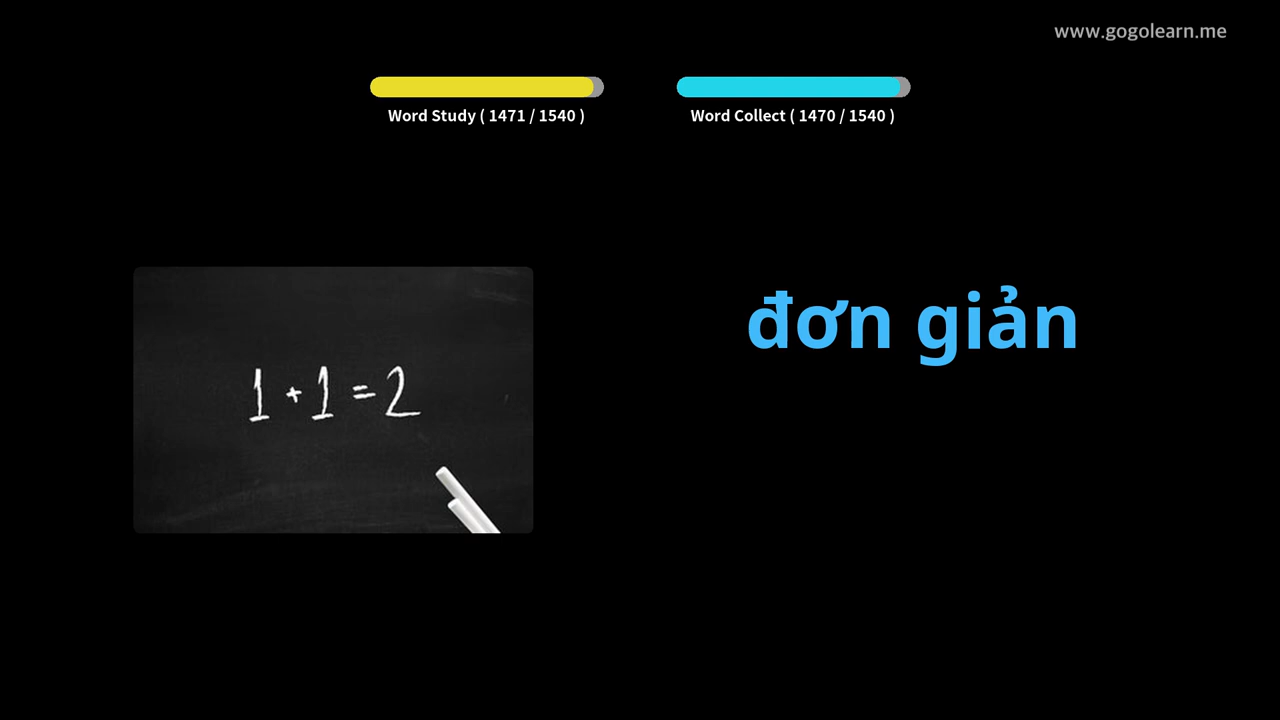 www.gogolearn.me
Word Study ( 1471 / 1540 )
Word Collect ( 1470 / 1540 )
đơn giản
1 + 1 = 2